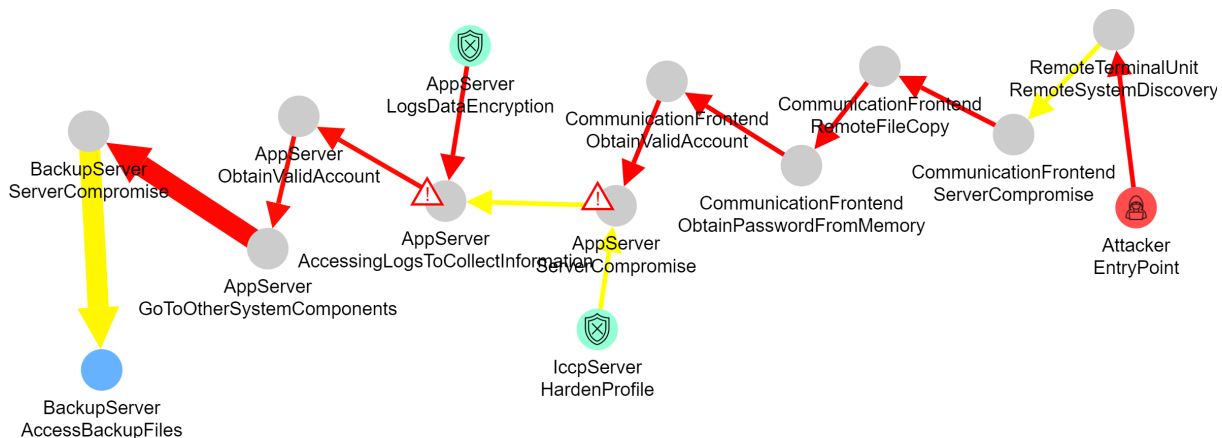 AppServer
LogsDataEncryption
RemoteTerminalUnit
RemoteSystemDiscovery
CommunicationFrontend
RemoteFileCopy
CommunicationFrontend
ObtainValidAccount
AppServer
ObtainValidAccount
BackupServer
ServerCompromise
CommunicationFrontend
ServerCompromise
CommunicationFrontend
ObtainPasswordFromMemory
AppServer
AccessingLogsToCollectInformation
AppServer
ServerCompromise
Attacker
EntryPoint
AppServer
GoToOtherSystemComponents
IccpServer
HardenProfile
BackupServer
AccessBackupFiles